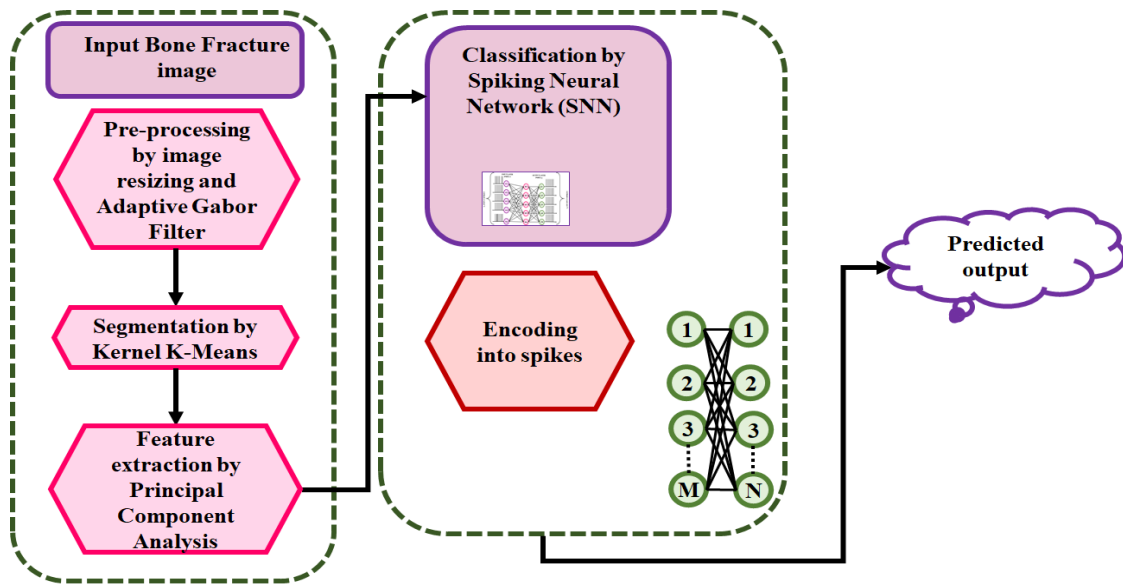 Input Bone Fracture
image
Pre-processing
by image
resizing and
Adaptive Gabor
Filter
Segmentation by
Kernel K-Means
Feature
extraction by
Principal
Component
Analysis
Classification by
Spiking Neural
Network (SNN)
Encoding
into spikes
1 1
2 2
3 3
M N
Predicted
output